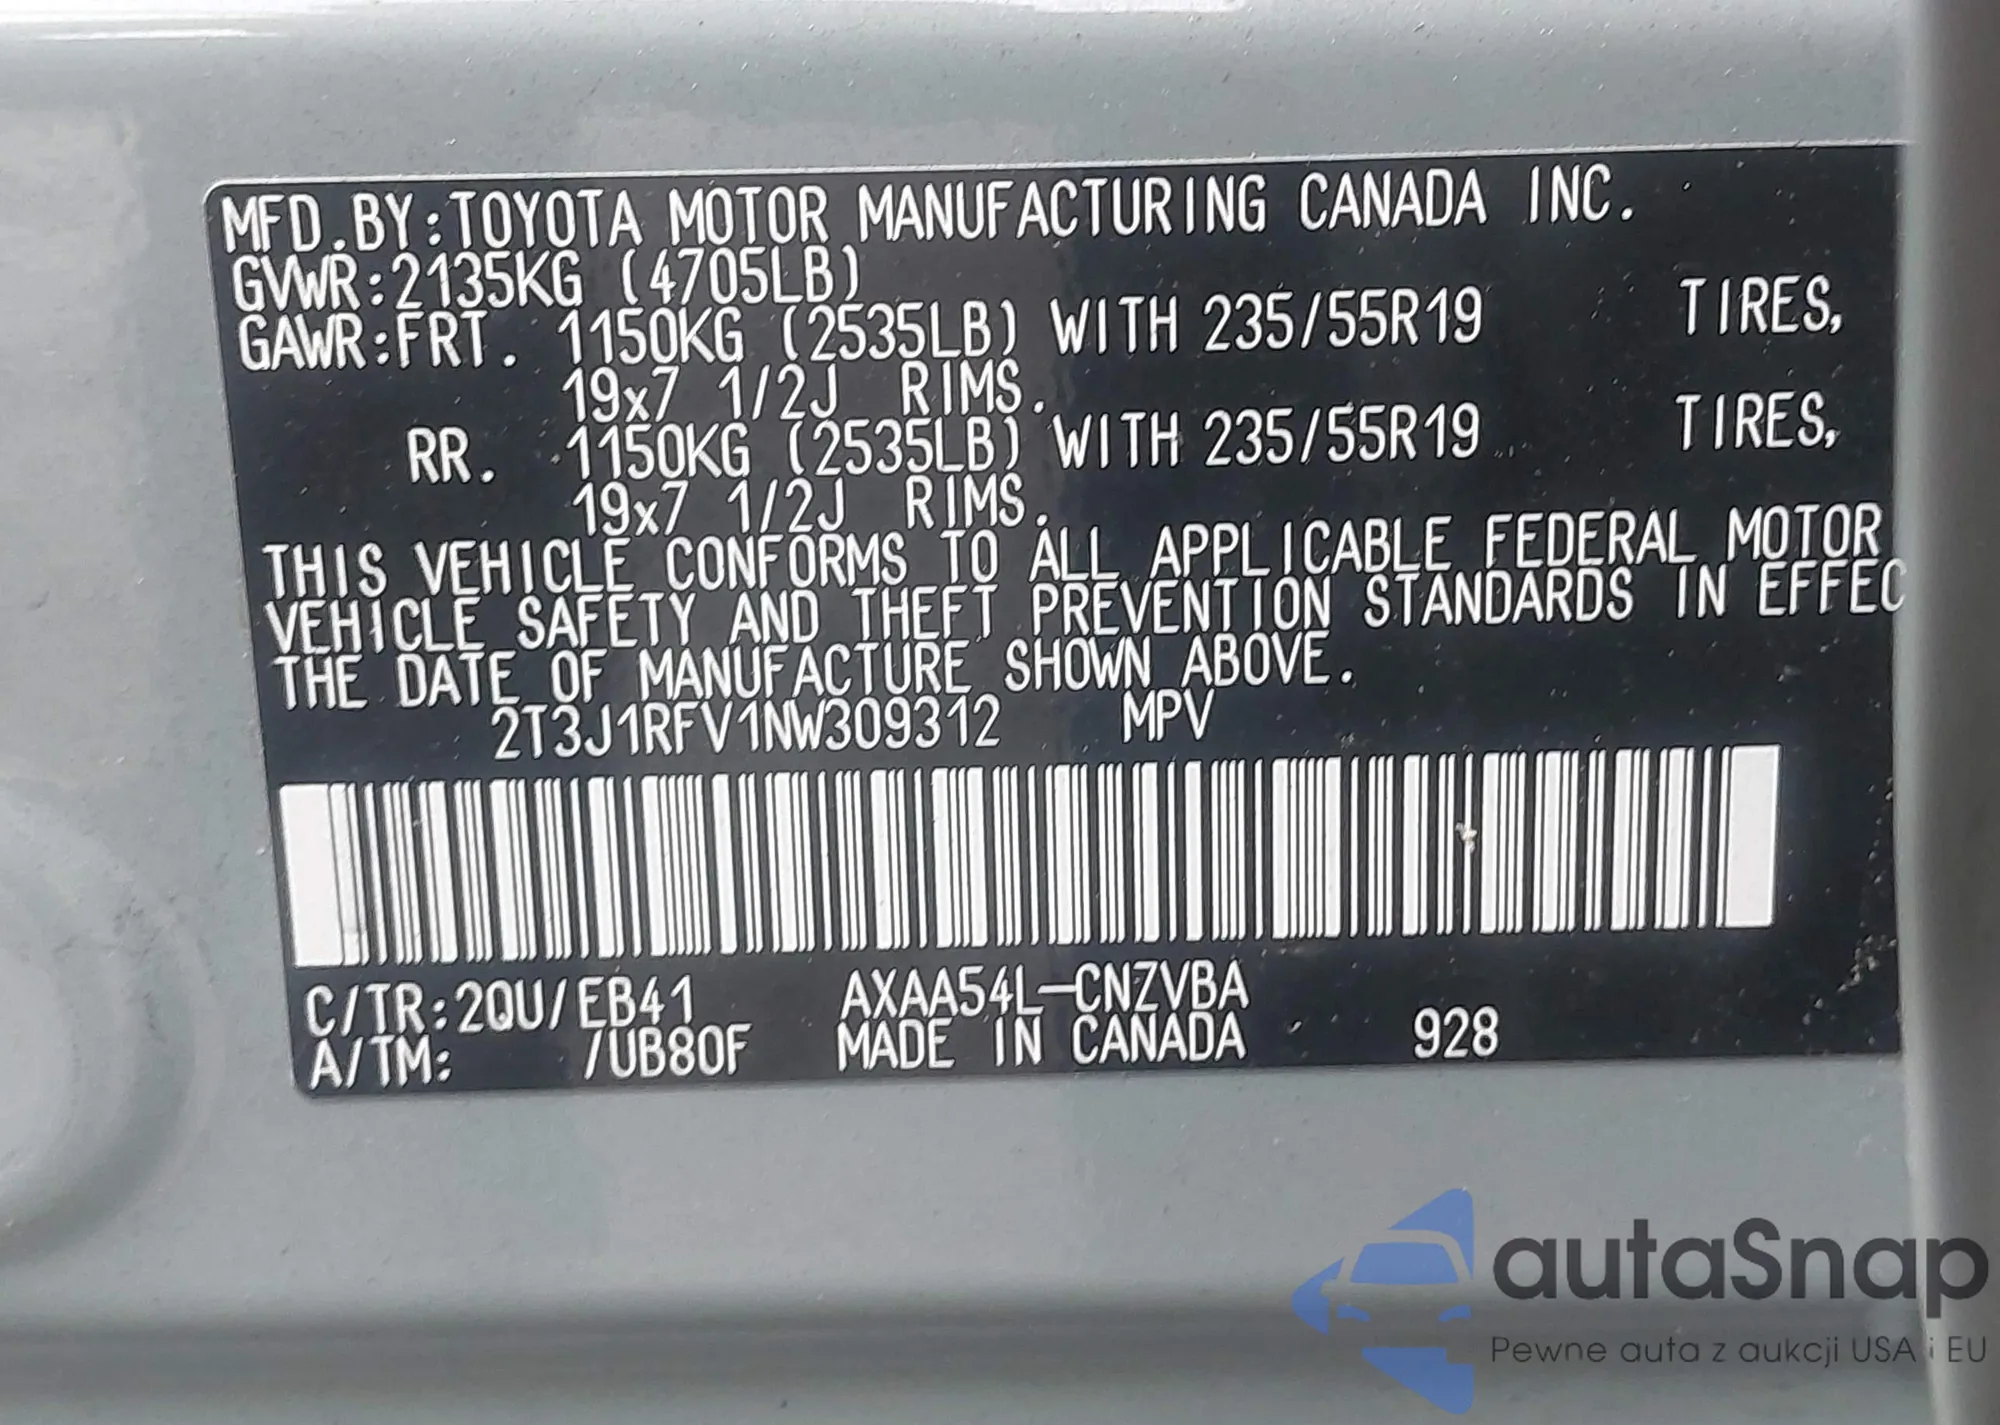 MFD.BY:TOYOTA MOTOR MANUFACTURING CANADA INC.
GVWR:2135KG (4705LB)
GAWR:FRT. 1150KG (2535LB) WITH 235/55R19 TIRES,
19x7 1/2J RIMS.
RR. 1150KG (2535LB) WITH 235/55R19 TIRES,
19x7 1/2J RIMS.
THIS VEHICLE CONFORMS TO ALL APPLICABLE FEDERAL MOTOR
VEHICLE SAFETY AND THEFT PREVENTION STANDARDS IN EFFEC
THE DATE OF MANUFACTURE SHOWN ABOVE.
2T3J1RFV1NW309312 MPV
C/TR:2QU/EB41 AXAA54L-CNZVBA
A/TM: /UB80F MADE IN CANADA 928
autaSnap
Pewne auta z aukcji USA i EU